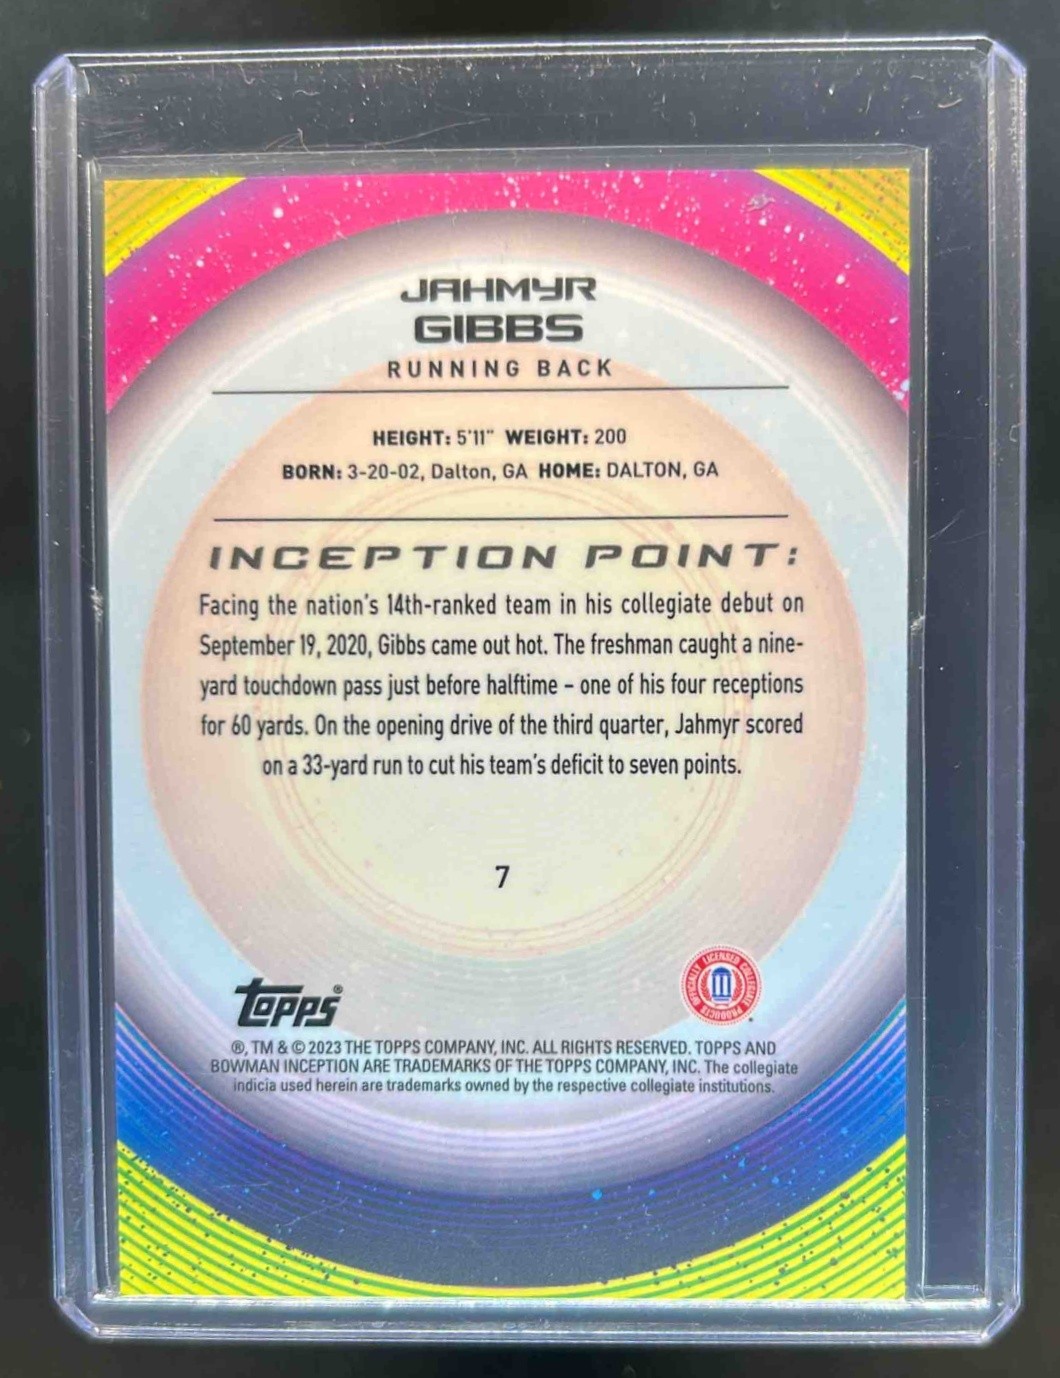 JAHMYR
GIBBS
RUNNING BACK
HEIGHT: 5'11" WEIGHT: 200
BORN: 3-20-02, Dalton, GA HOME: DALTON, GA
INCEPTION POINT:
Facing the nation's 14th-ranked team in his collegiate debut on
September 19, 2020, Gibbs came out hot. The freshman caught a nine-
yard touchdown pass just before halftime – one of his four receptions
for 60 yards. On the opening drive of the third quarter, Jahmyr scored
on a 33-yard run to cut his team's deficit to seven points.
7
Topps®
OFFICIALLY LICENSED COLLEGIATE PRODUCTS
®, TM & © 2023 THE TOPPS COMPANY, INC. ALL RIGHTS RESERVED. TOPPS AND
BOWMAN INCEPTION ARE TRADEMARKS OF THE TOPPS COMPANY, INC. The collegiate
indicia used herein are trademarks owned by the respective collegiate institutions.